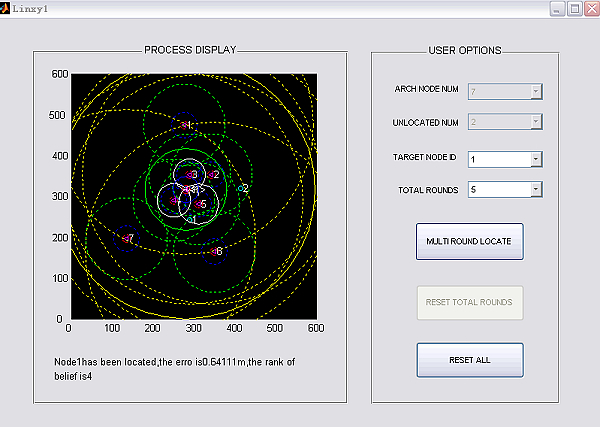 Linxy1
PROCESS DISPLAY
USER OPTIONS
600
500
400
300
200
100
0
0 100 200 300 400 500 600
1
3
2
2
5
7
6
ARCH NODE NUM 7
UNLOCATED NUM 2
TARGET NODE ID 1
TOTAL ROUNDS 5
MULTI ROUND LOCATE
RESET TOTAL ROUNDS
RESET ALL
Node1has been located,the erro is0.64111m,the rank of
belief is4